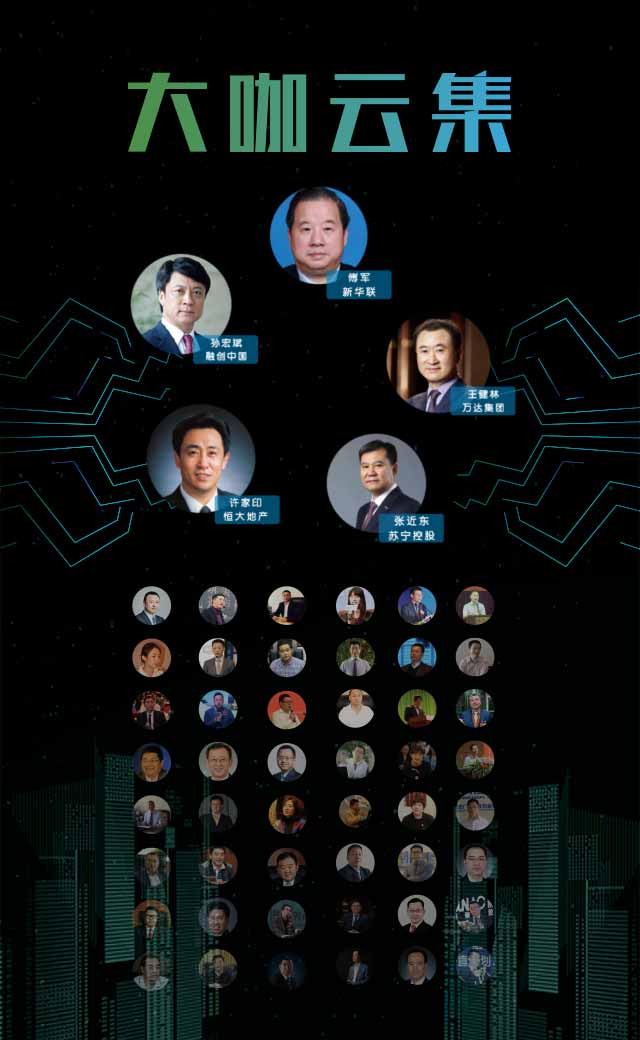 大咖云集
傅军
新华联
孙宏斌
融创中国
王健林
万达集团
许家印
恒大地产
张近东
苏宁控股